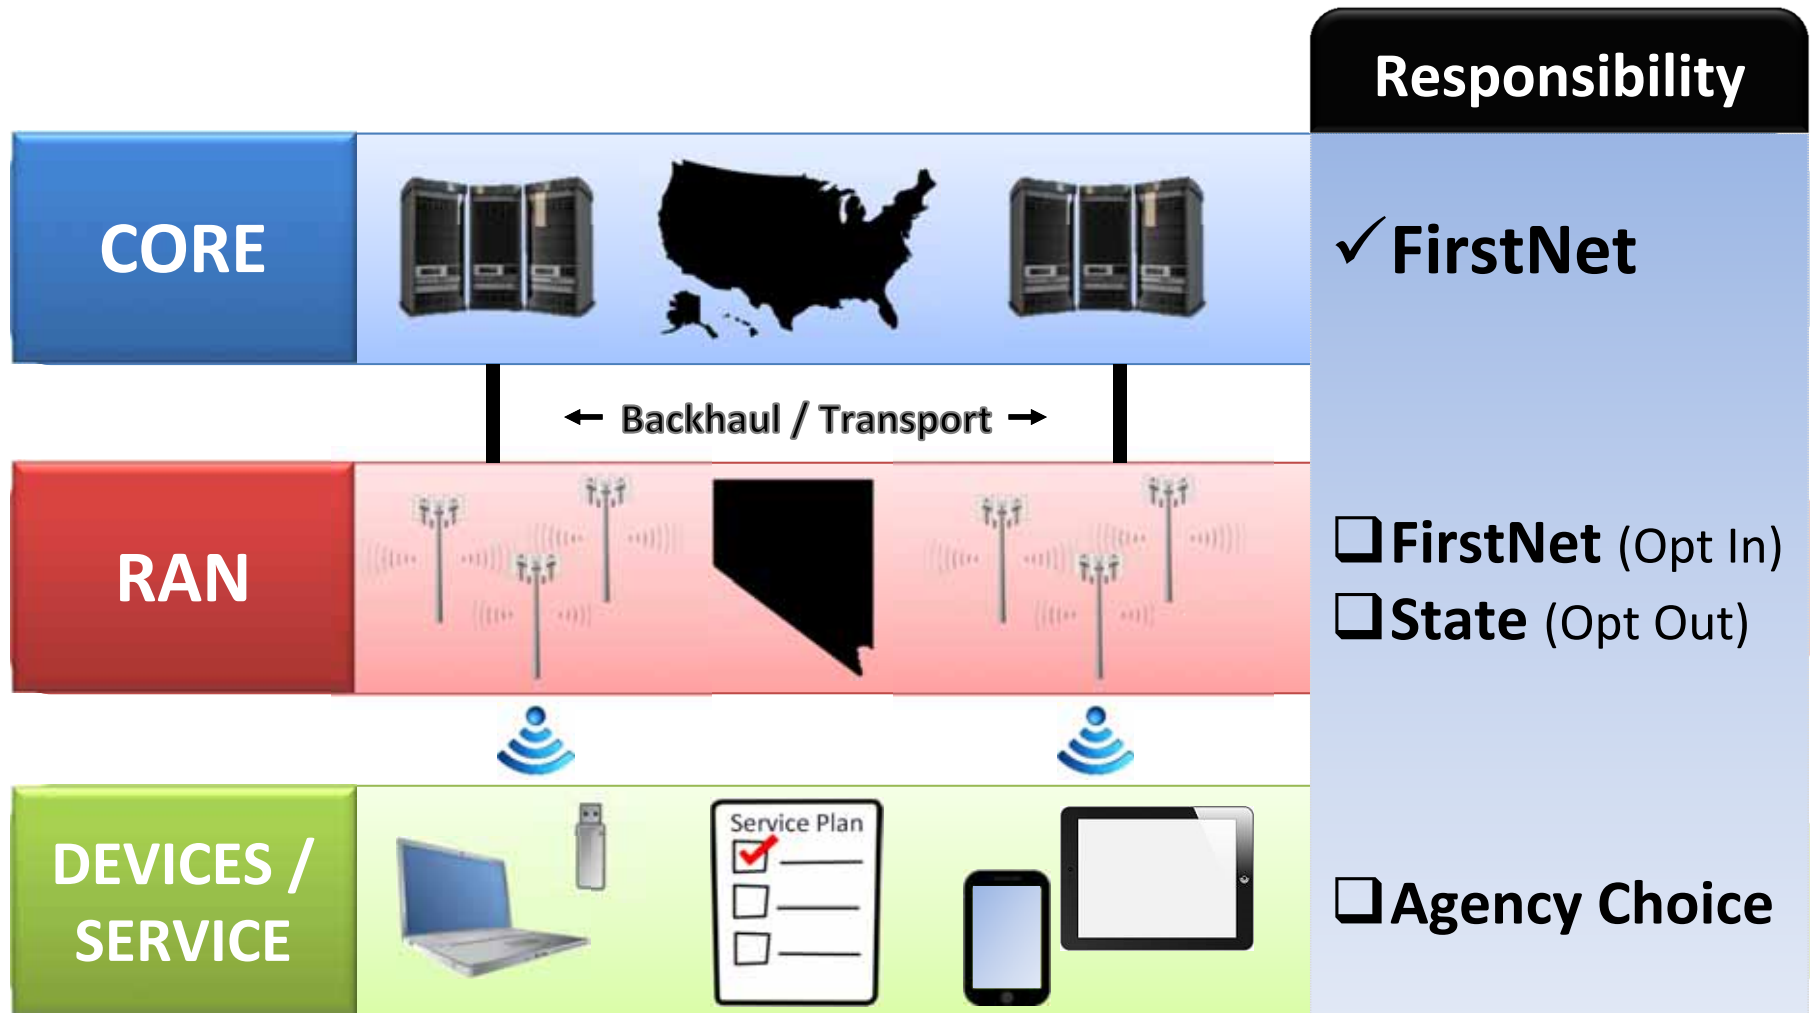 Responsibility
CORE
✓ FirstNet
← Backhaul / Transport →
RAN
❑ FirstNet (Opt In)
❑ State (Opt Out)
DEVICES /
SERVICE
Service Plan
❑ Agency Choice